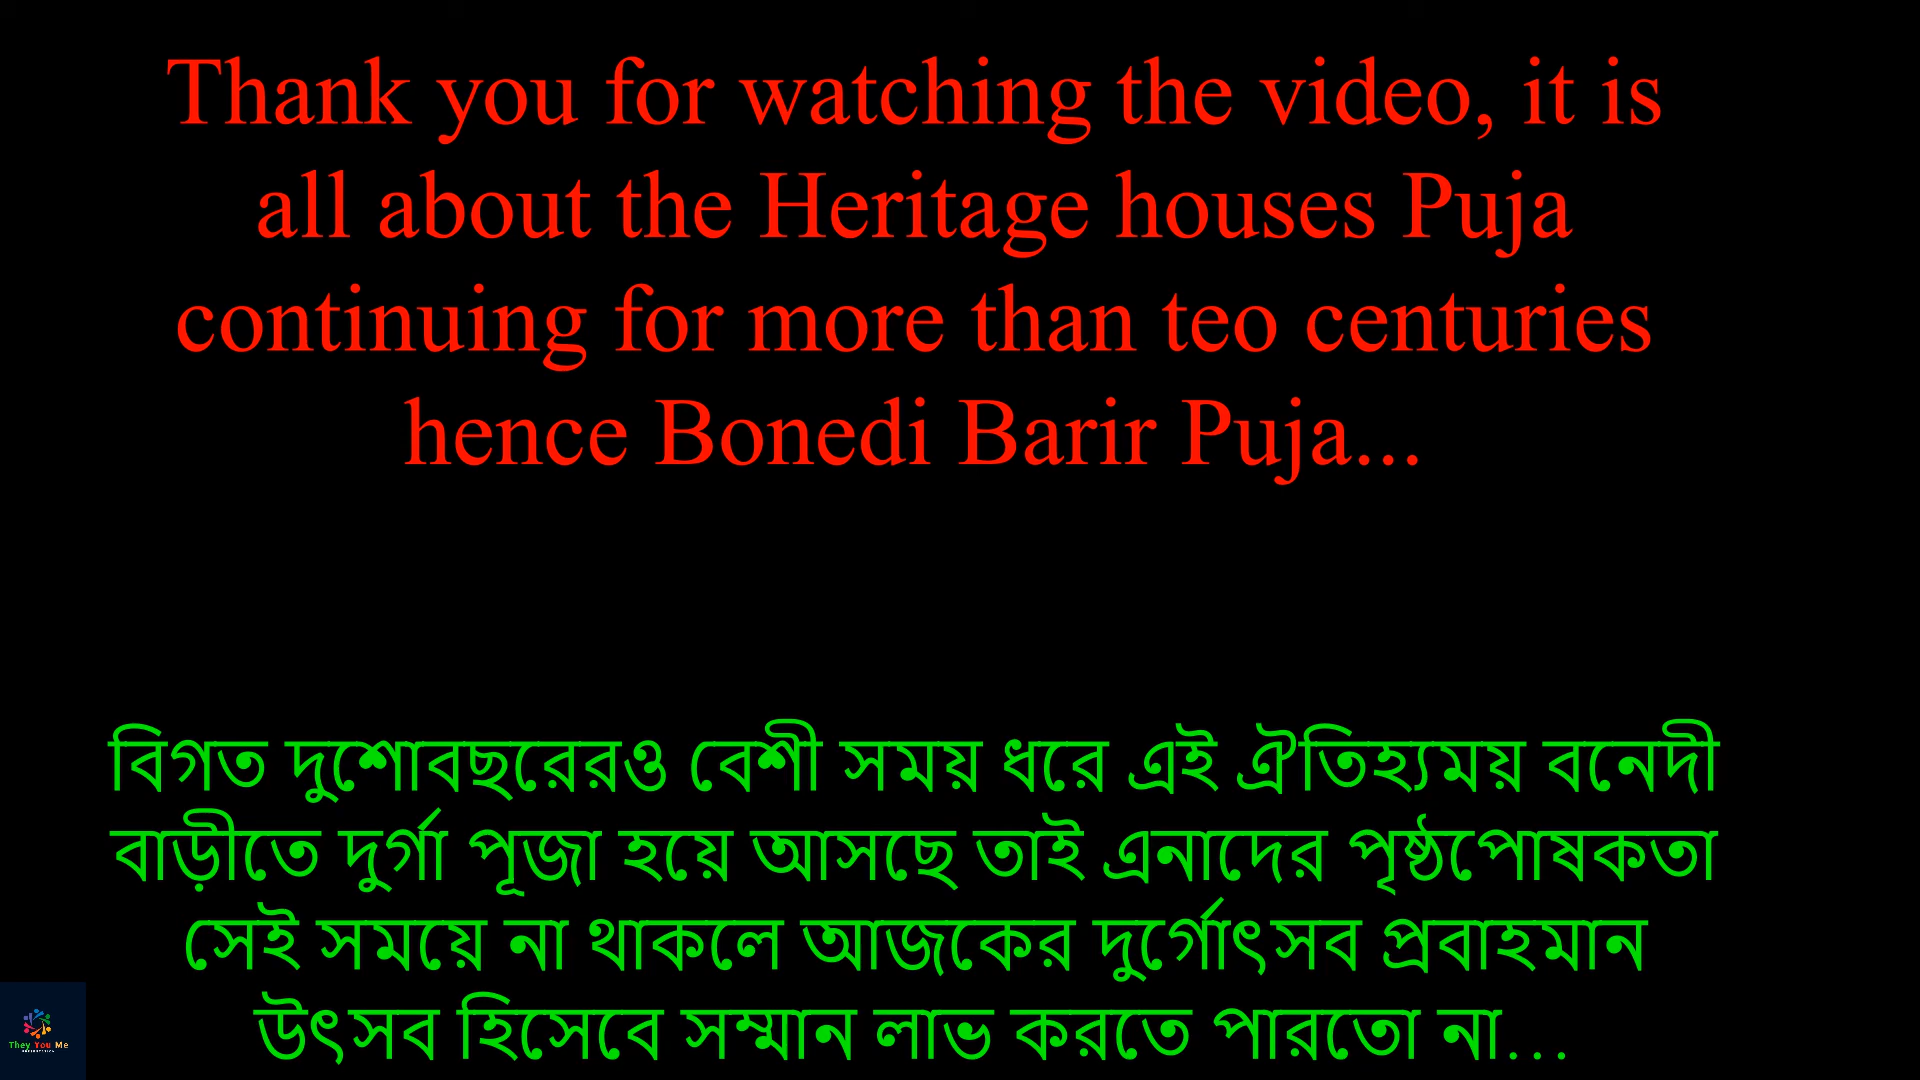 Thank you for watching the video, it is
all about the Heritage houses Puja
continuing for more than teo centuries
hence Bonedi Barir Puja...
বিগত দুশোবছরেরও বেশী সময় ধরে এই ঐতিহ্যময় বনেদী
বাড়ীতে দুর্গা পূজা হয়ে আসছে তাই এনাদের পৃষ্ঠপোষকতা
সেই সময়ে না থাকলে আজকের দুর্গোৎসব প্রবাহমান
উৎসব হিসেবে সম্মান লাভ করতে পারতো না...
They You Me